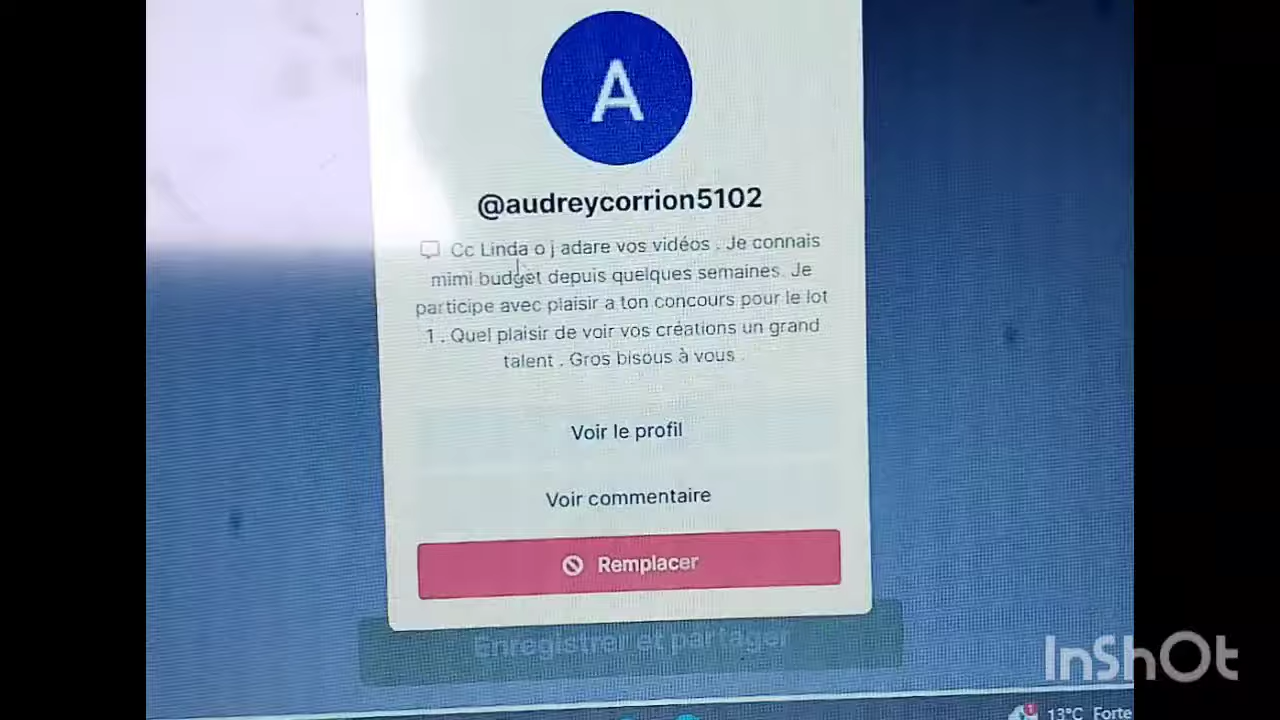 A
@audreycorrion5102
Cc Linda o j adare vos vidéos . Je connais
mimi budget depuis quelques semaines. Je
participe avec plaisir a ton concours pour le lot
1 . Quel plaisir de voir vos créations un grand
talent . Gros bisous à vous .
Voir le profil
Voir commentaire
Remplacer
Enregistrer et partager
InShOt
1
13°C Forte